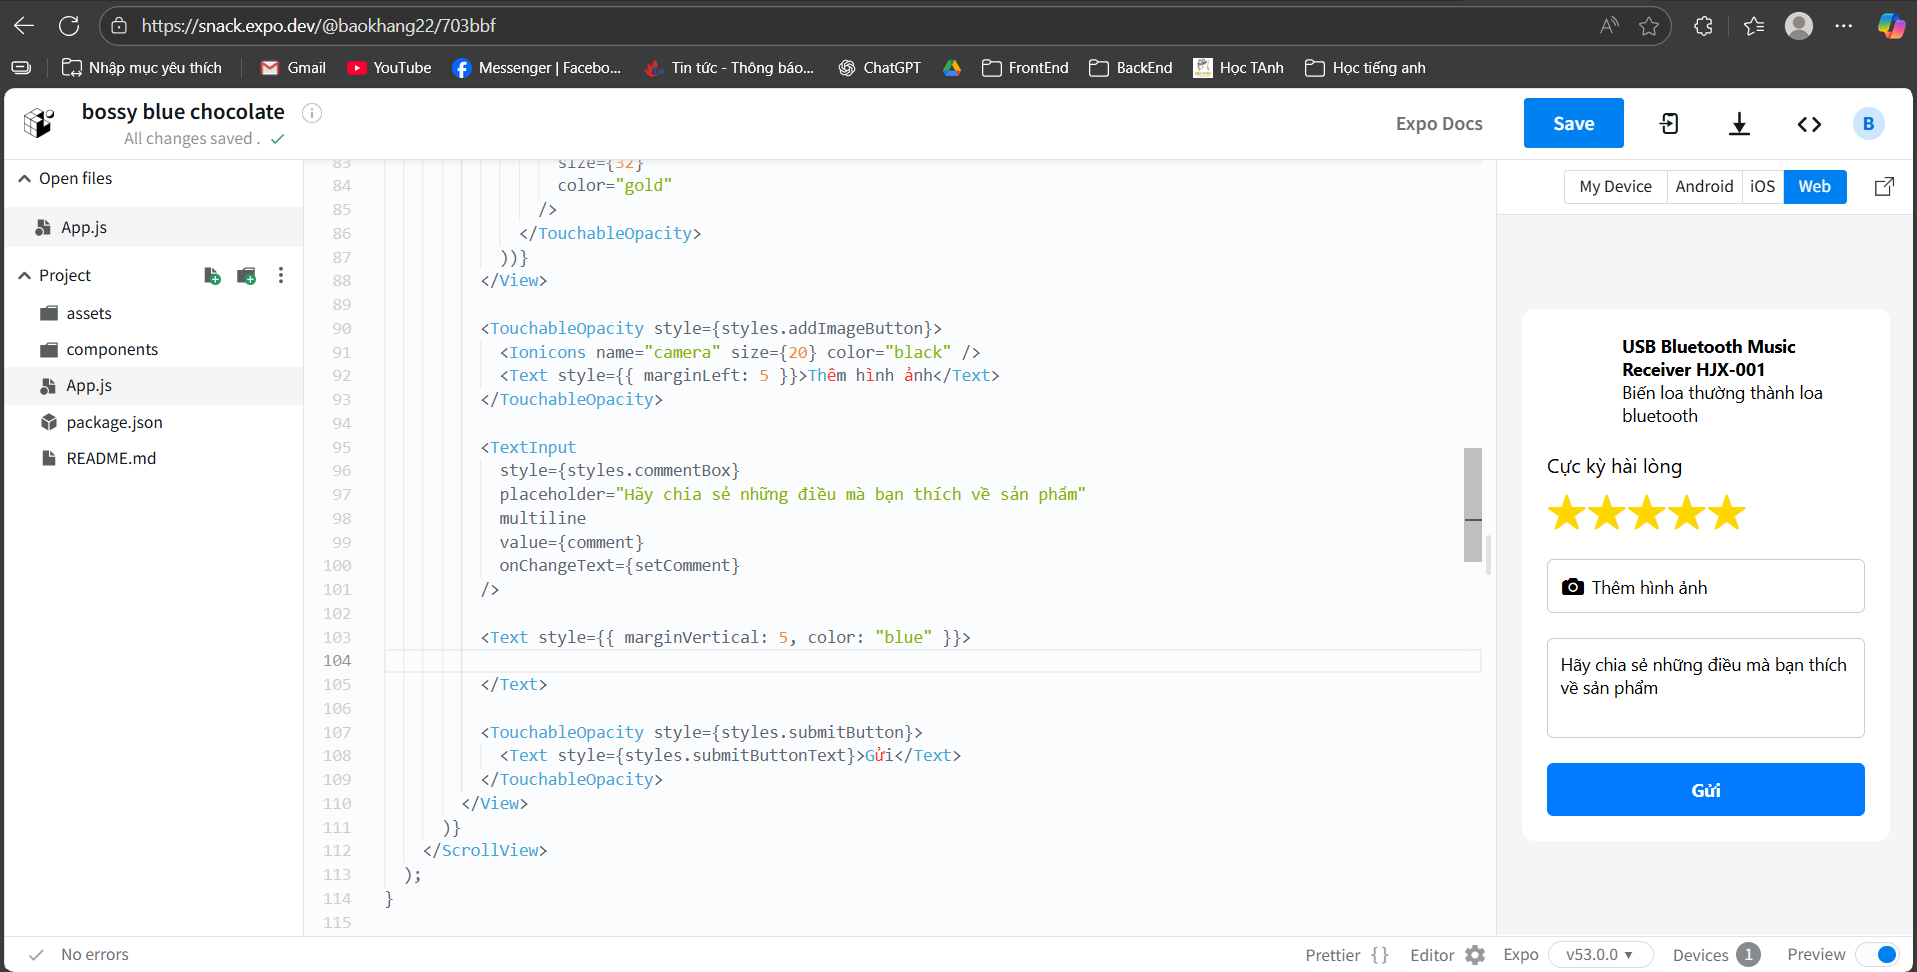 https://snack.expo.dev/@baokhang22/703bbf
Nhập mục yêu thích
Gmail
YouTube
Messenger | Facebo...
Tin tức - Thông báo...
ChatGPT
FrontEnd
BackEnd
Học TAnh
Học tiếng anh
bossy blue chocolate
All changes saved .
Expo Docs
Save
B
Open files
App.js
Project
assets
components
App.js
package.json
README.md
83 size={32}
84 color="gold"
85 />
86 </TouchableOpacity>
87 ))}
88 </View>
89
90 <TouchableOpacity style={styles.addImageButton}>
91 <Ionicons name="camera" size={20} color="black" />
92 <Text style={{ marginLeft: 5 }}>Thêm hình ảnh</Text>
93 </TouchableOpacity>
94
95 <TextInput
96 style={styles.commentBox}
97 placeholder="Hãy chia sẻ những điều mà bạn thích về sản phẩm"
98 multiline
99 value={comment}
100 onChangeText={setComment}
101 />
102
103 <Text style={{ marginVertical: 5, color: "blue" }}>
104
105 </Text>
106
107 <TouchableOpacity style={styles.submitButton}>
108 <Text style={styles.submitButtonText}>Gửi</Text>
109 </TouchableOpacity>
110 </View>
111 )}
112 </ScrollView>
113 );
114 }
115
My Device
Android
iOS
Web
USB Bluetooth Music
Receiver HJX-001
Biến loa thường thành loa
bluetooth
Cực kỳ hài lòng
Thêm hình ảnh
Hãy chia sẻ những điều mà bạn thích
về sản phẩm
Gửi
No errors
Prettier { }
Editor
Expo
v53.0.0
Devices 1
Preview